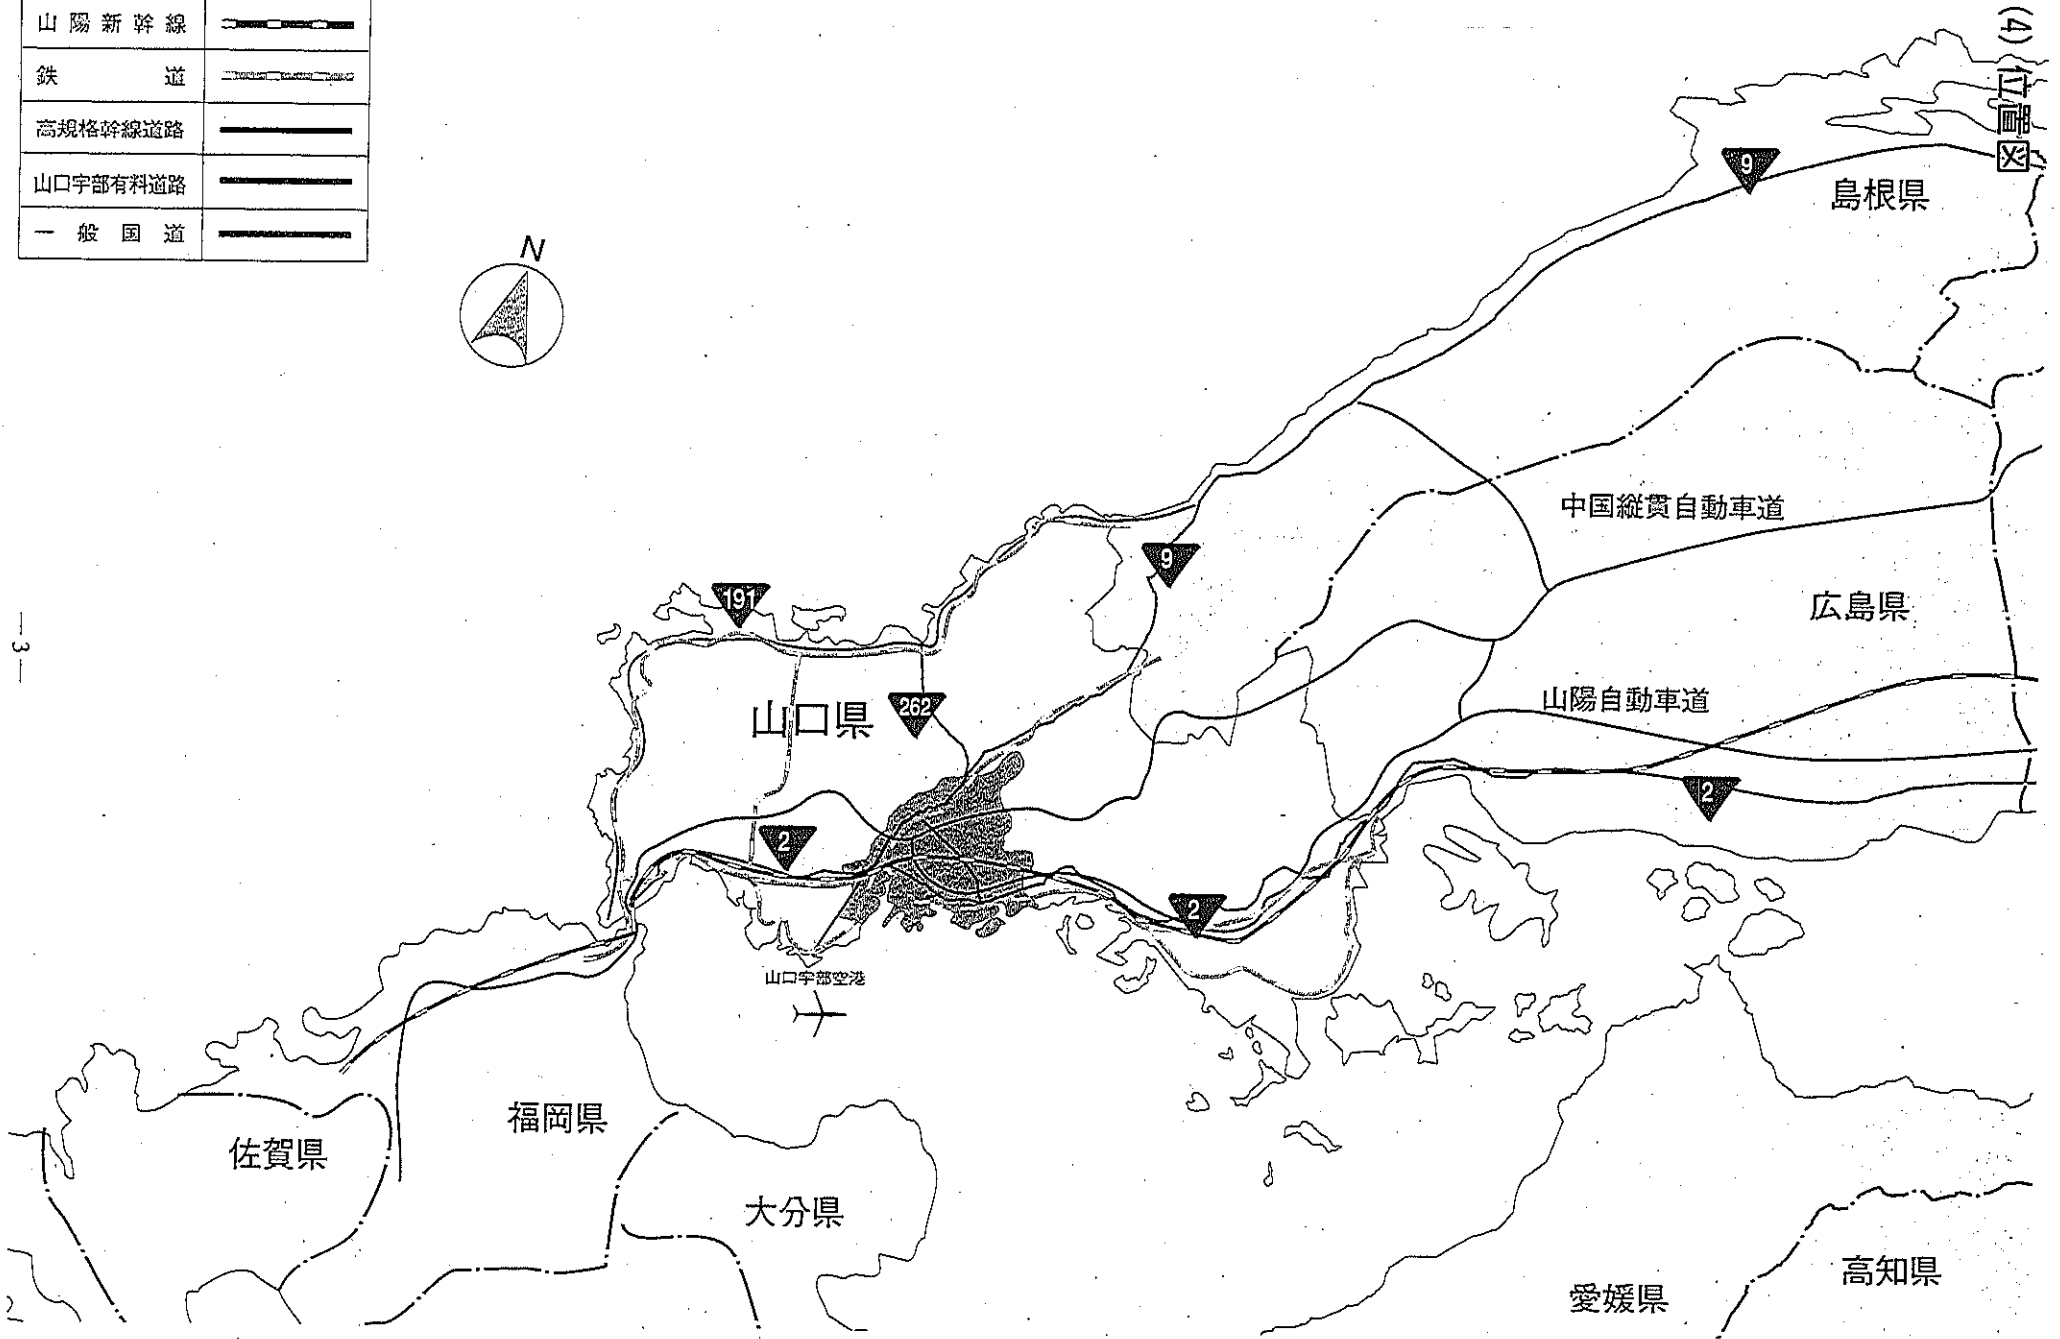 (4) 位置図
山陽新幹線
鉄道
高規格幹線道路
山口宇部有料道路
一般国道
N
9
島根県
中国縦貫自動車道
9
191
広島県
山陽自動車道
262
山口県
2
2
2
山口宇部空港
福岡県
佐賀県
大分県
高知県
愛媛県
—3—